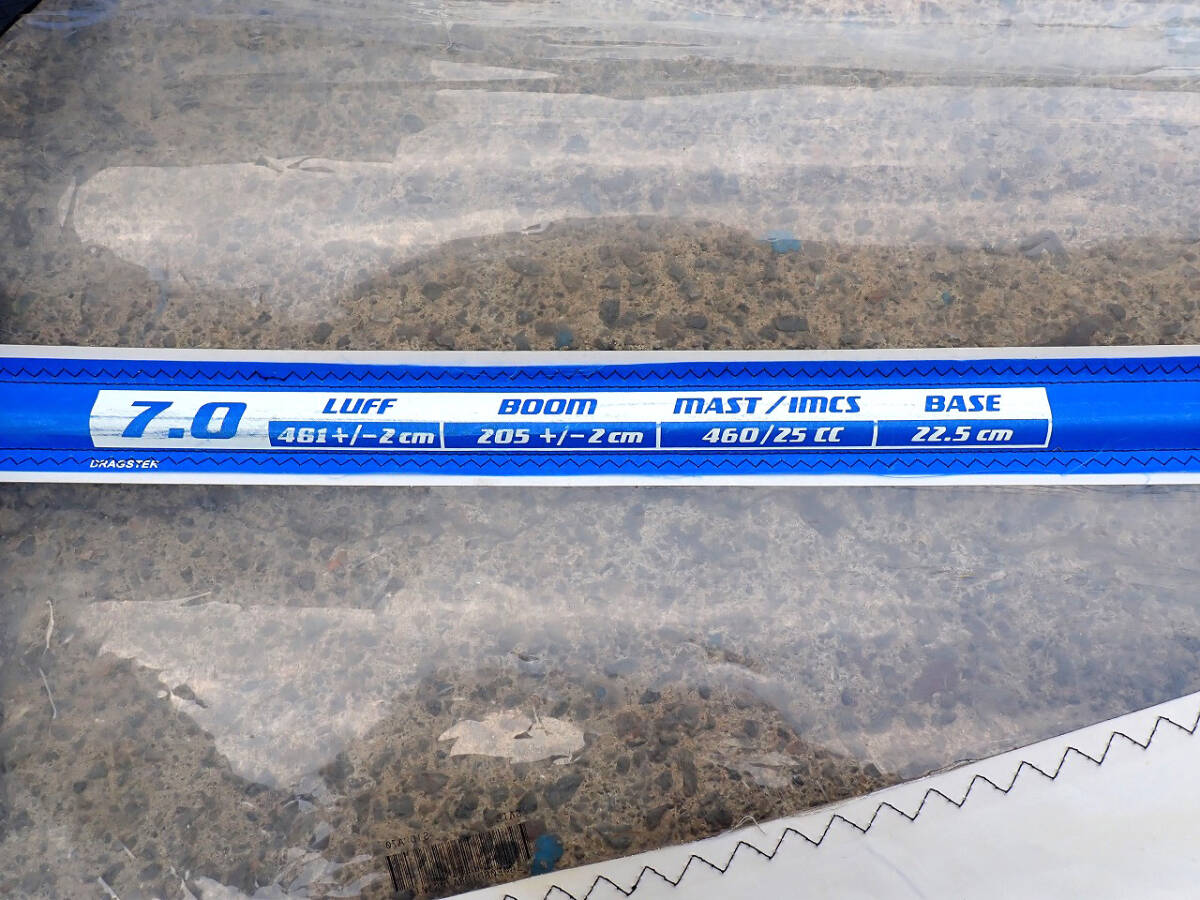 7.0 LUFF BOOM MAST/IMCS BASE
481+/-2 cm 205 +/-2 cm 460/25 CC 22.5 cm
DRAGSTER